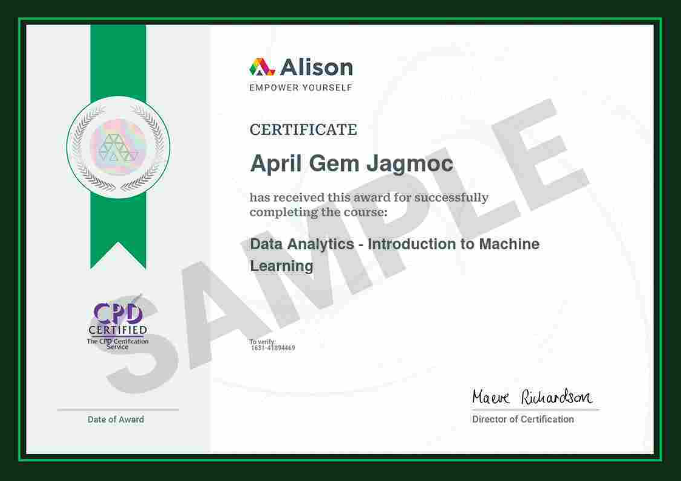 Alison
EMPOWER YOURSELF
CERTIFICATE
April Gem Jagmoc
has received this award for successfully
completing the course:
Data Analytics - Introduction to Machine
Learning
SAMPLE
CPD
CERTIFIED
The CPD Certification
Service
To verify:
1631-41894469
Maeve Richardson
Date of Award
Director of Certification